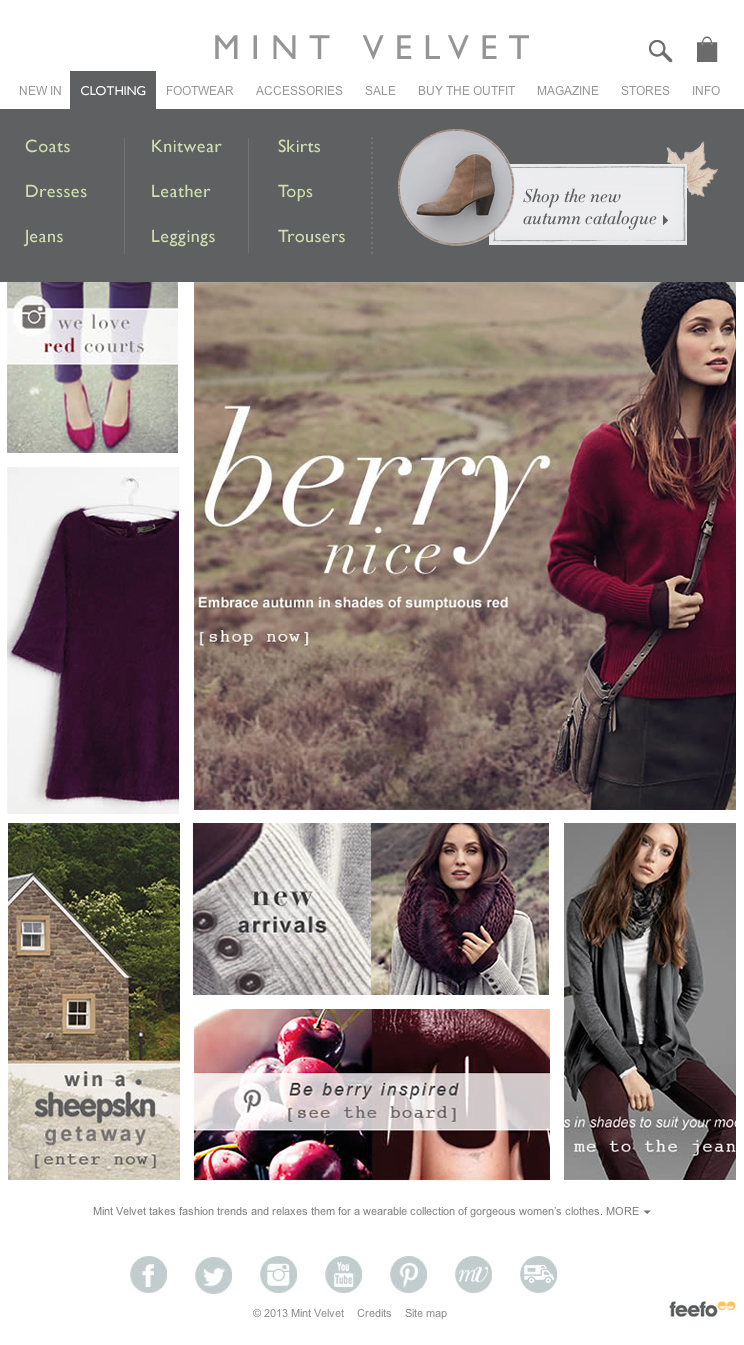 MINT VELVET
NEW IN CLOTHING FOOTWEAR ACCESSORIES SALE BUY THE OUTFIT MAGAZINE STORES INFO
Coats
Dresses
Jeans
Knitwear
Leather
Leggings
Skirts
Tops
Trousers
Shop the new
autumn catalogue
we love
red courts
berry
nice
Embrace autumn in shades of sumptuous red
[shop now]
new
arrivals
win a
sheepskn
getaway
[enter now]
Be berry inspired
[see the board]
s in shades to suit your moo
me to the jean
Mint Velvet takes fashion trends and relaxes them for a wearable collection of gorgeous women's clothes. MORE
You
Tube
mv
© 2013 Mint Velvet Credits Site map
feefo